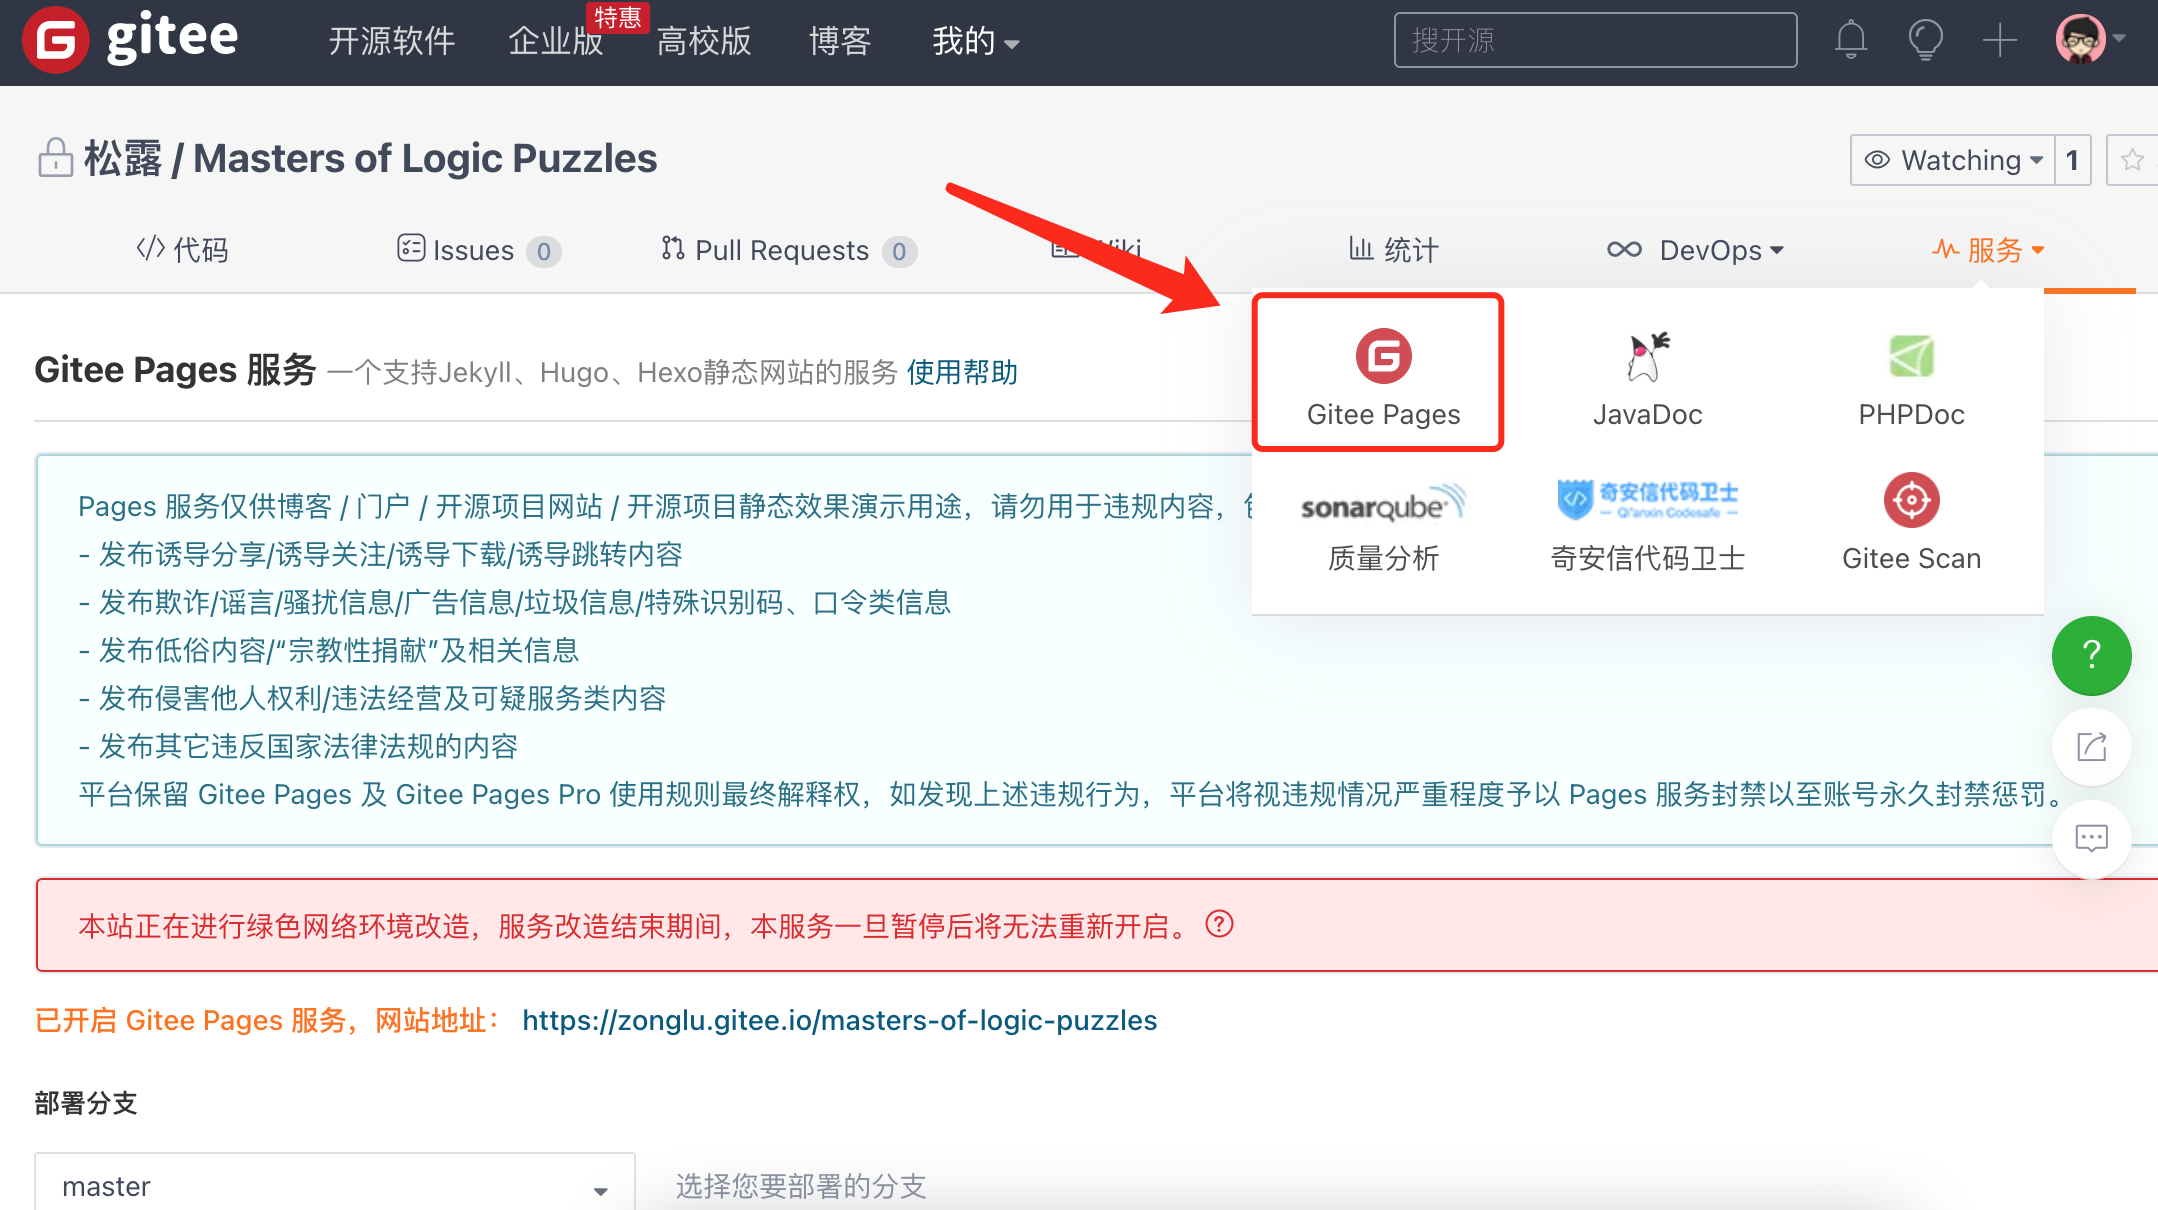 gitee
开源软件
企业版
特惠
高校版
博客
我的
搜开源
松露 / Masters of Logic Puzzles
Watching
1
代码
Issues 0
Pull Requests 0
统计
DevOps
服务
Gitee Pages
JavaDoc
PHPDoc
sonarqube
质量分析
奇安信代码卫士
Qi'anxin Codesafe
奇安信代码卫士
Gitee Scan
Gitee Pages 服务 一个支持Jekyll、Hugo、Hexo静态网站的服务 使用帮助
Pages 服务仅供博客 / 门户 / 开源项目网站 / 开源项目静态效果演示用途，请勿用于违规内容，
- 发布诱导分享/诱导关注/诱导下载/诱导跳转内容
- 发布欺诈/谣言/骚扰信息/广告信息/垃圾信息/特殊识别码、口令类信息
- 发布低俗内容/“宗教性捐献”及相关信息
- 发布侵害他人权利/违法经营及可疑服务类内容
- 发布其它违反国家法律法规的内容
平台保留 Gitee Pages 及 Gitee Pages Pro 使用规则最终解释权，如发现上述违规行为，平台将视违规情况严重程度予以 Pages 服务封禁以至账号永久封禁惩罚。
本站正在进行绿色网络环境改造，服务改造结束期间，本服务一旦暂停后将无法重新开启。
已开启 Gitee Pages 服务，网站地址： https://zonglu.gitee.io/masters-of-logic-puzzles
部署分支
master
选择您要部署的分支